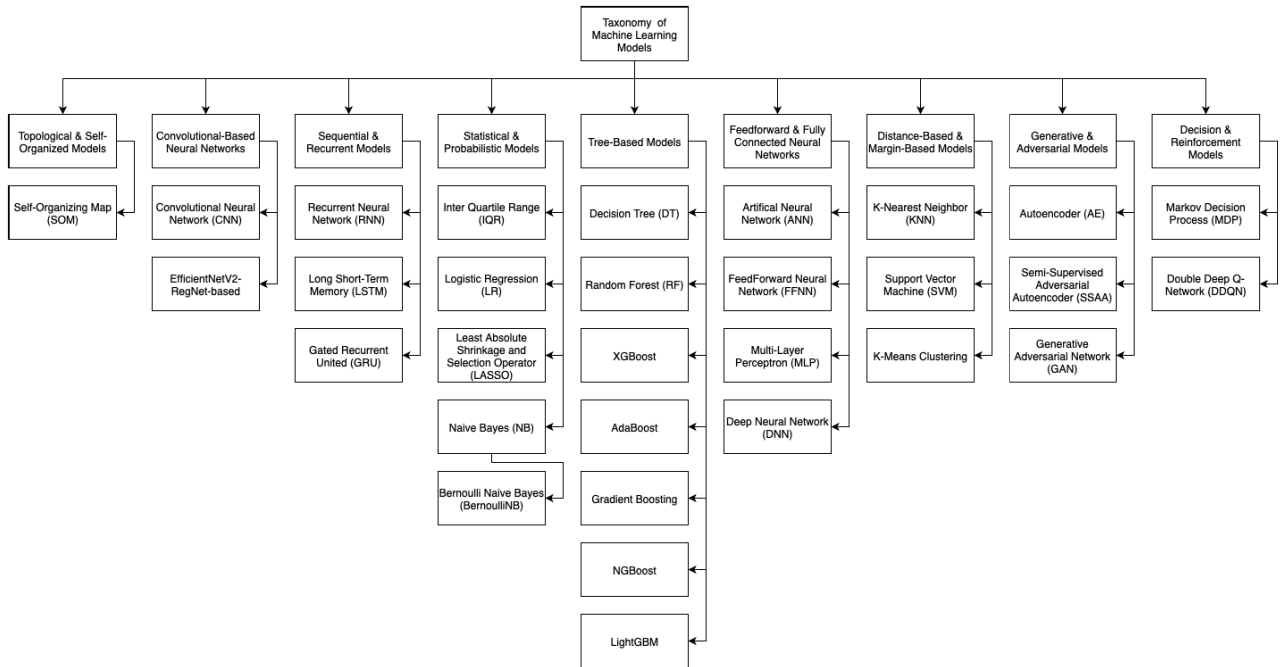 Taxonomy of
Machine Learning
Models
Topological & Self-
Organized Models
Self-Organizing Map
(SOM)
Convolutional-Based
Neural Networks
Convolutional Neural
Network (CNN)
EfficientNetV2-
RegNet-based
Sequential &
Recurrent Models
Recurrent Neural
Network (RNN)
Long Short-Term
Memory (LSTM)
Gated Recurrent
United (GRU)
Statistical &
Probabilistic Models
Inter Quartile Range
(IQR)
Logistic Regression
(LR)
Least Absolute
Shrinkage and
Selection Operator
(LASSO)
Naive Bayes (NB)
Bernoulli Naive Bayes
(BernoulliNB)
Tree-Based Models
Decision Tree (DT)
Random Forest (RF)
XGBoost
AdaBoost
Gradient Boosting
NGBoost
LightGBM
Feedforward & Fully
Connected Neural
Networks
Artifical Neural
Network (ANN)
FeedForward Neural
Network (FFNN)
Multi-Layer
Perceptron (MLP)
Deep Neural Network
(DNN)
Distance-Based &
Margin-Based Models
K-Nearest Neighbor
(KNN)
Support Vector
Machine (SVM)
K-Means Clustering
Generative &
Adversarial Models
Autoencoder (AE)
Semi-Supervised
Adversarial
Autoencoder (SSAA)
Generative
Adversarial Network
(GAN)
Decision &
Reinforcement
Models
Markov Decision
Process (MDP)
Double Deep Q-
Network (DDQN)